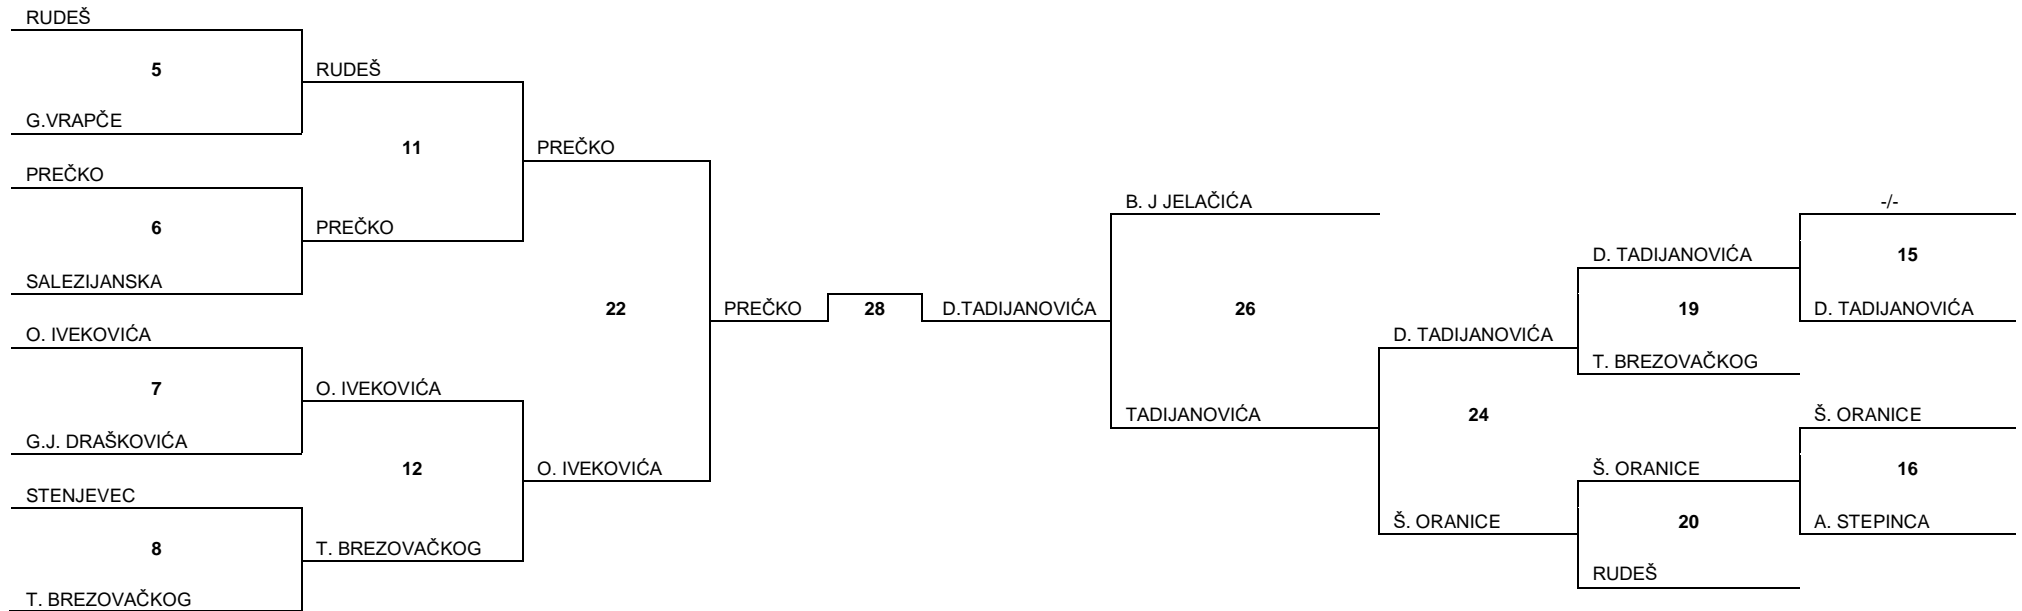 RUDEŠ
5
RUDEŠ
G.VRAPČE
11
PREČKO
PREČKO
6
PREČKO
SALEZIJANSKA
22
O. IVEKOVIĆA
7
O. IVEKOVIĆA
G.J. DRAŠKOVIĆA
12
O. IVEKOVIĆA
STENJEVEC
8
T. BREZOVAČKOG
T. BREZOVAČKOG
PREČKO
28
D.TADIJANOVIĆA
B. J JELAČIĆA
26
TADIJANOVIĆA
D. TADIJANOVIĆA
24
Š. ORANICE
D. TADIJANOVIĆA
19
T. BREZOVAČKOG
Š. ORANICE
20
RUDEŠ
-/-
15
D. TADIJANOVIĆA
Š. ORANICE
16
A. STEPINCA